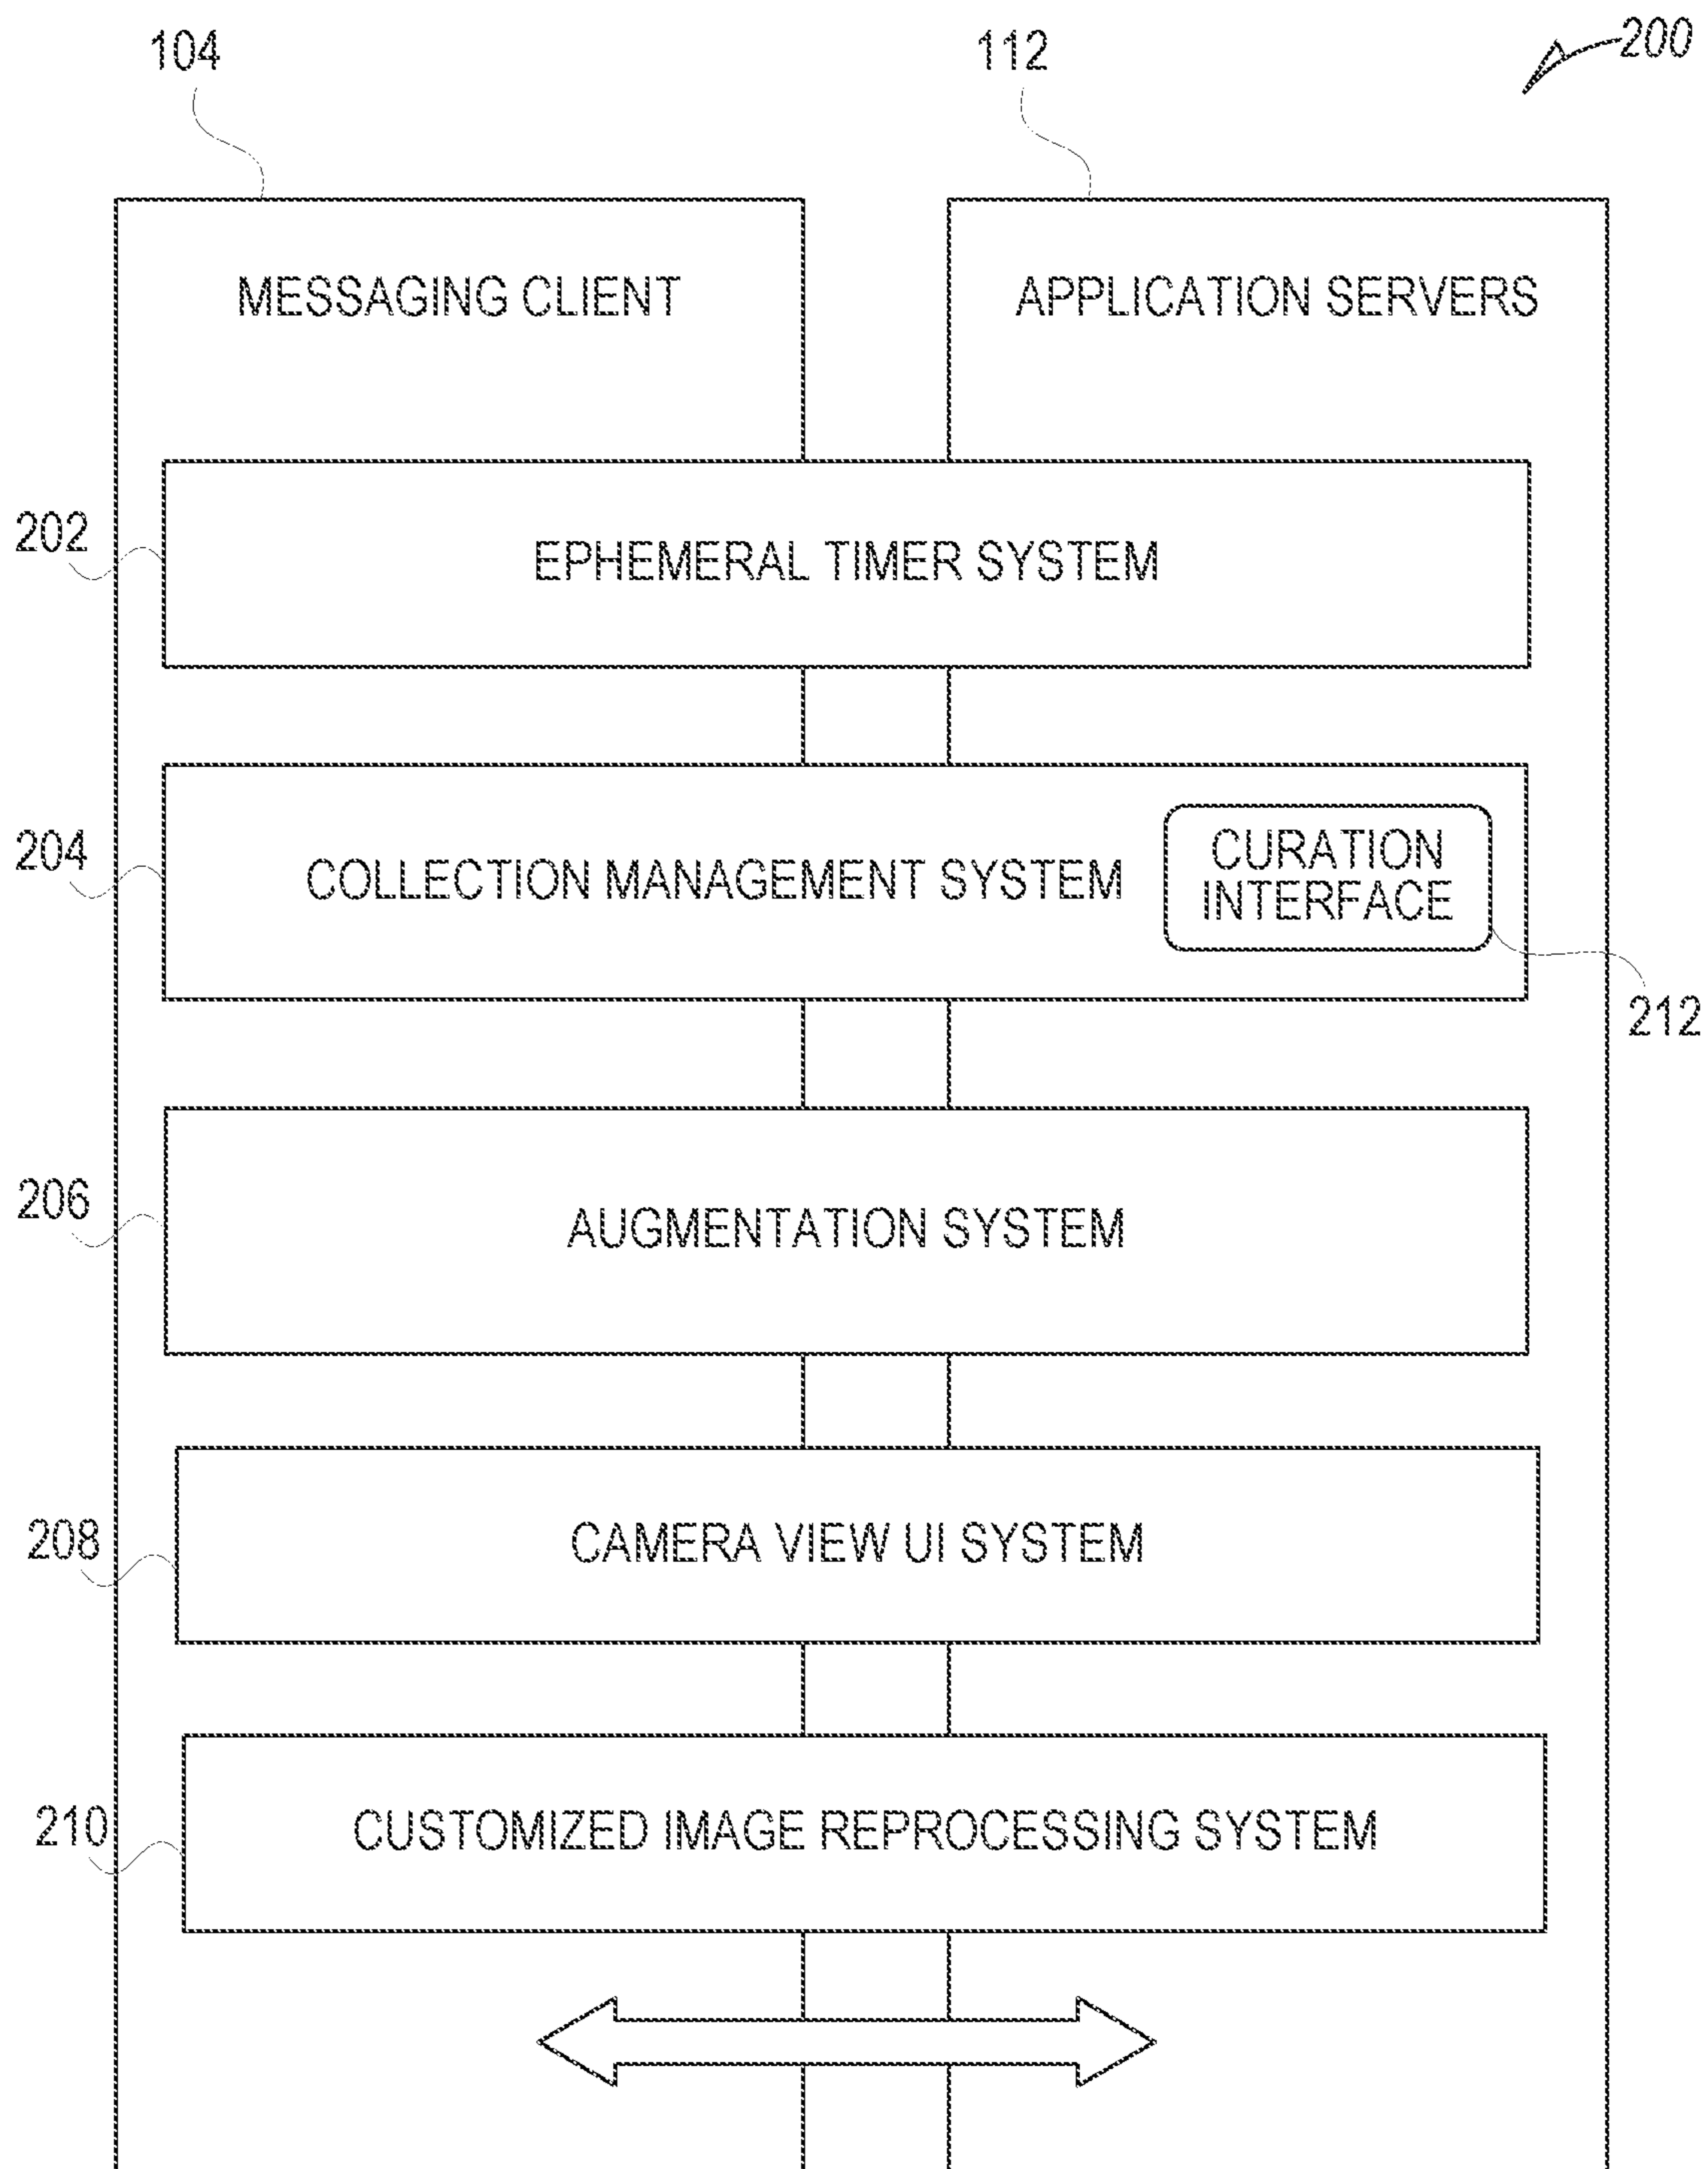 104
112
200
MESSAGING CLIENT
APPLICATION SERVERS
202
EPHEMERAL TIMER SYSTEM
204
COLLECTION MANAGEMENT SYSTEM
CURATION
INTERFACE
212
206
AUGMENTATION SYSTEM
208
CAMERA VIEW UI SYSTEM
210
CUSTOMIZED IMAGE REPROCESSING SYSTEM